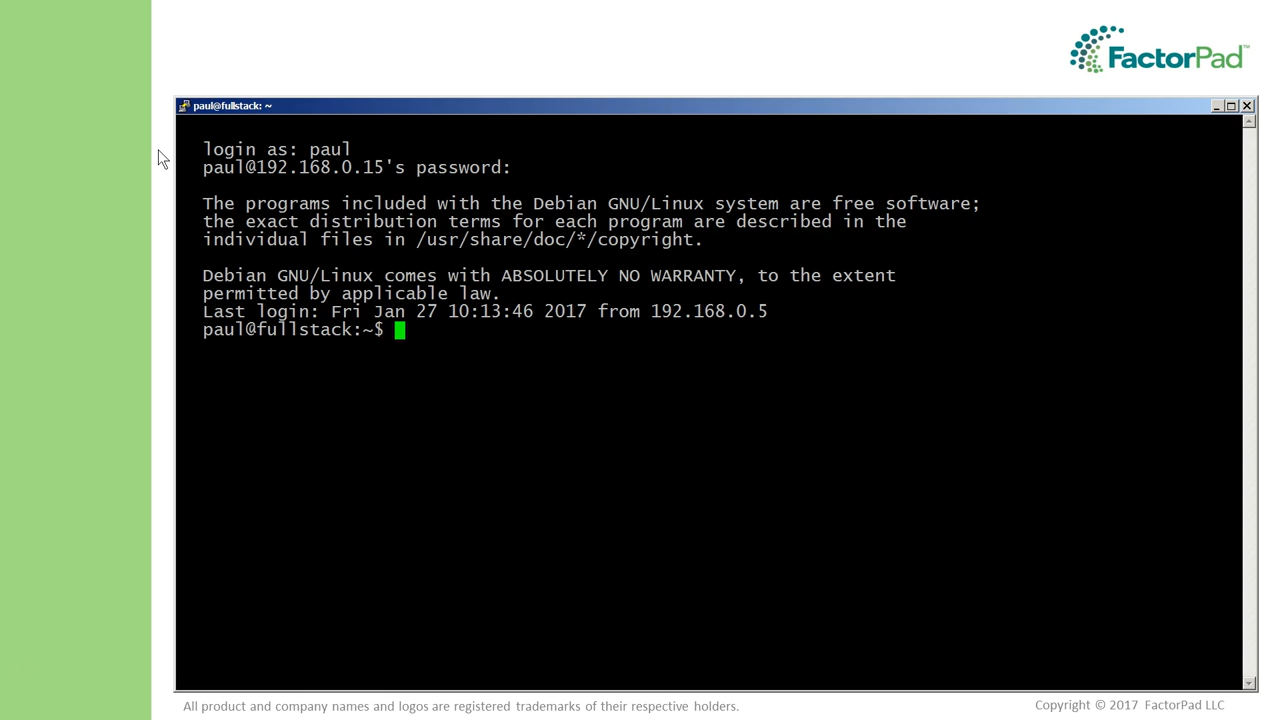 FactorPad™
paul@fullstack: ~
login as: paul
paul@192.168.0.15's password:
The programs included with the Debian GNU/Linux system are free software;
the exact distribution terms for each program are described in the
individual files in /usr/share/doc/*/copyright.
Debian GNU/Linux comes with ABSOLUTELY NO WARRANTY, to the extent
permitted by applicable law.
Last login: Fri Jan 27 10:13:46 2017 from 192.168.0.5
paul@fullstack:~$
All product and company names and logos are registered trademarks of their respective holders.
Copyright © 2017 FactorPad LLC